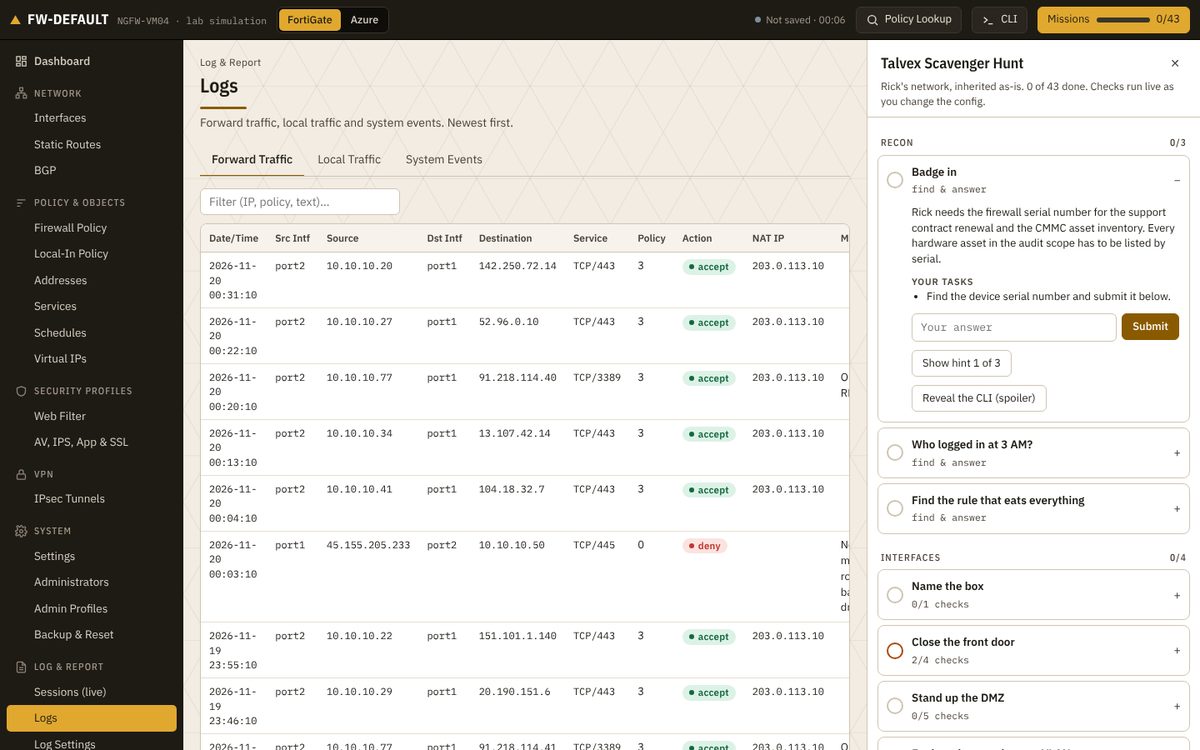 FW-DEFAULT NGFW-VM04 · lab simulation FortiGate Azure Not saved · 00:06 Policy Lookup CLI Missions 0/43
Dashboard
NETWORK
Interfaces
Static Routes
BGP
POLICY & OBJECTS
Firewall Policy
Local-In Policy
Addresses
Services
Schedules
Virtual IPs
SECURITY PROFILES
Web Filter
AV, IPS, App & SSL
VPN
IPsec Tunnels
SYSTEM
Settings
Administrators
Admin Profiles
Backup & Reset
LOG & REPORT
Sessions (live)
Logs
Log Settings
Log & Report
Logs
Forward traffic, local traffic and system events. Newest first.
Forward Traffic Local Traffic System Events
Filter (IP, policy, text)...
Date/Time Src Intf Source Dst Intf Destination Service Policy Action NAT IP M
2026-11-
20
00:31:10 port2 10.10.10.20 port1 142.250.72.14 TCP/443 3 accept 203.0.113.10
2026-11-
20
00:22:10 port2 10.10.10.27 port1 52.96.0.10 TCP/443 3 accept 203.0.113.10
2026-11-
20
00:20:10 port2 10.10.10.77 port1 91.218.114.40 TCP/3389 3 accept 203.0.113.10
2026-11-
20
00:13:10 port2 10.10.10.34 port1 13.107.42.14 TCP/443 3 accept 203.0.113.10
2026-11-
20
00:04:10 port2 10.10.10.41 port1 104.18.32.7 TCP/443 3 accept 203.0.113.10
2026-11-
20
00:03:10 port1 45.155.205.233 port2 10.10.10.50 TCP/445 0 deny
2026-11-
19
23:55:10 port2 10.10.10.22 port1 151.101.1.140 TCP/443 3 accept 203.0.113.10
2026-11-
19
23:46:10 port2 10.10.10.29 port1 20.190.151.6 TCP/443 3 accept 203.0.113.10
2026-11- port2 10.10.10.77 port1 91.218.114.41 TCP/3389 3 accept 203.0.113.10
Talvex Scavenger Hunt
Rick's network, inherited as-is. 0 of 43 done. Checks run live as
you change the config.
RECON 0/3
Badge in
find & answer
Rick needs the firewall serial number for the support
contract renewal and the CMMC asset inventory. Every
hardware asset in the audit scope has to be listed by
serial.
YOUR TASKS
• Find the device serial number and submit it below.
Your answer Submit
Show hint 1 of 3
Reveal the CLI (spoiler)
Who logged in at 3 AM?
find & answer
Find the rule that eats everything
find & answer
INTERFACES 0/4
Name the box
0/1 checks
Close the front door
2/4 checks
Stand up the DMZ
0/5 checks